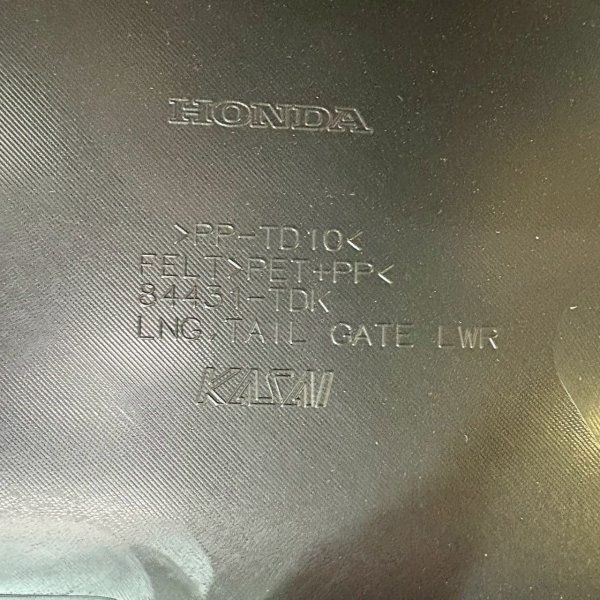 HONDA
>PP-TD10<
FELT>PET+PP<
84431-TDK
LNG,TAIL GATE LWR
KASAI